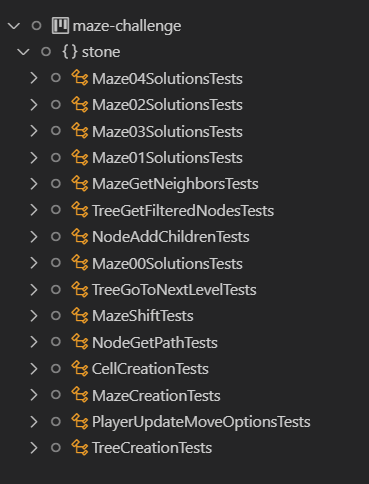 maze-challenge
{} stone
Maze04SolutionsTests
Maze02SolutionsTests
Maze03SolutionsTests
Maze01SolutionsTests
MazeGetNeighborsTests
TreeGetFilteredNodesTests
NodeAddChildrenTests
Maze00SolutionsTests
TreeGoToNextLevelTests
MazeShiftTests
NodeGetPathTests
CellCreationTests
MazeCreationTests
PlayerUpdateMoveOptionsTests
TreeCreationTests